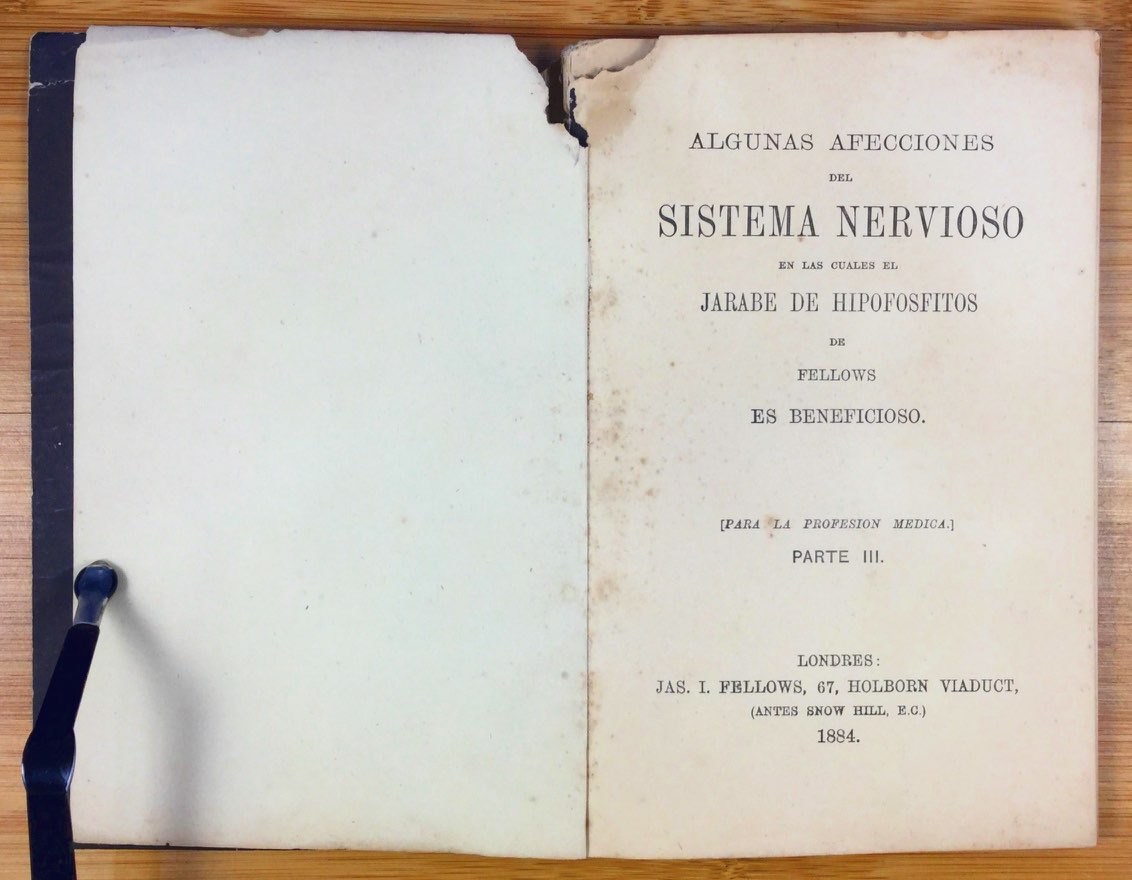 ALGUNAS AFECCIONES
DEL
SISTEMA NERVIOSO
EN LAS CUALES EL
JARABE DE HIPOFOSFITOS
DE
FELLOWS
ES BENEFICIOSO.
[PARA LA PROFESION MEDICA.]
PARTE III.
LONDRES:
JAS. I. FELLOWS, 67, HOLBORN VIADUCT,
(ANTES SNOW HILL, E.C.)
1884.